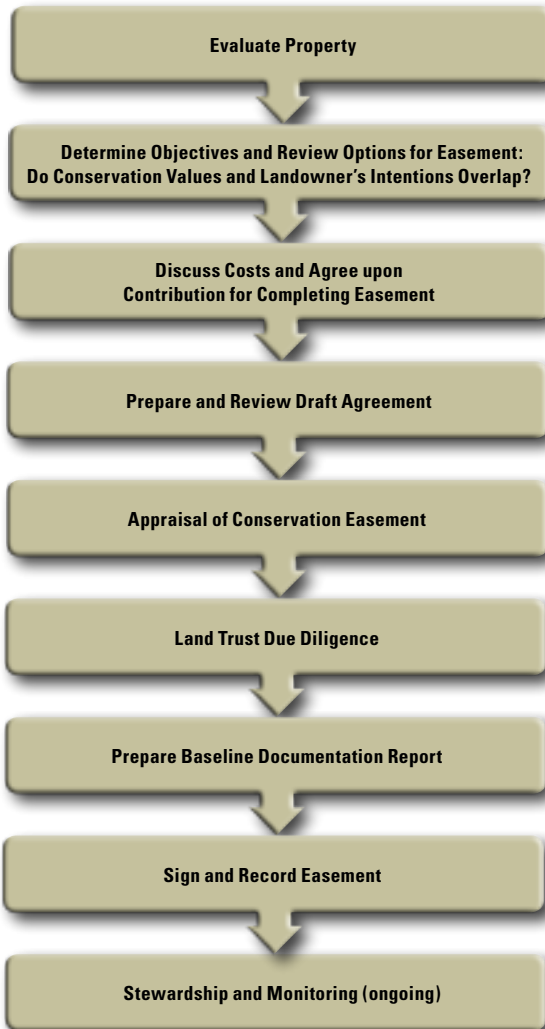 Evaluate Property
Determine Objectives and Review Options for Easement:
Do Conservation Values and Landowner's Intentions Overlap?
Discuss Costs and Agree upon
Contribution for Completing Easement
Prepare and Review Draft Agreement
Appraisal of Conservation Easement
Land Trust Due Diligence
Prepare Baseline Documentation Report
Sign and Record Easement
Stewardship and Monitoring (ongoing)